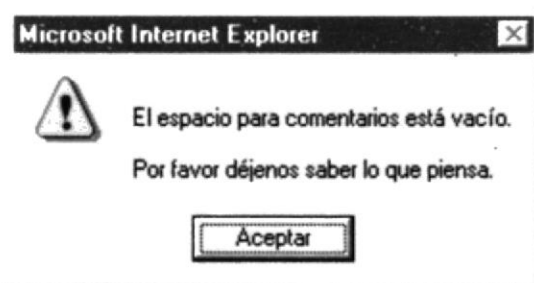 Microsoft Internet Explorer
El espacio para comentarios está vacío.
Por favor déjenos saber lo que piensa.
Aceptar